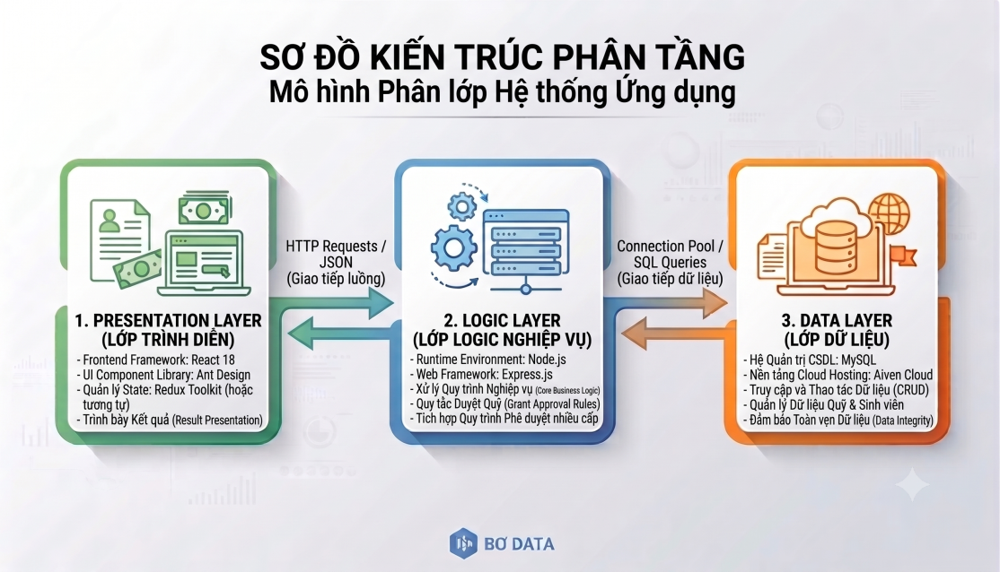 SƠ ĐỒ KIẾN TRÚC PHÂN TẦNG
Mô hình Phân lớp Hệ thống Ứng dụng
HTTP Requests /
JSON
(Giao tiếp luồng)
Connection Pool /
SQL Queries
(Giao tiếp dữ liệu)
1. PRESENTATION LAYER
(LỚP TRÌNH DIỄN)
- Frontend Framework: React 18
- UI Component Library: Ant Design
- Quản lý State: Redux Toolkit (hoặc
tương tự)
- Trình bày Kết quả (Result Presentation)
2. LOGIC LAYER
(LỚP LOGIC NGHIỆP VỤ)
- Runtime Environment: Node.js
- Web Framework: Express.js
- Xử lý Quy trình Nghiệp vụ (Core Business Logic)
- Quy tắc Duyệt Quỹ (Grant Approval Rules)
- Tích hợp Quy trình Phê duyệt nhiều cấp
3. DATA LAYER
(LỚP DỮ LIỆU)
- Hệ Quản trị CSDL: MySQL
- Nền tảng Cloud Hosting: Aiven Cloud
- Truy cập và Thao tác Dữ liệu (CRUD)
- Quản lý Dữ liệu Quỹ & Sinh viên
- Đảm bảo Toàn vẹn Dữ liệu (Data Integrity)
BƠ DATA